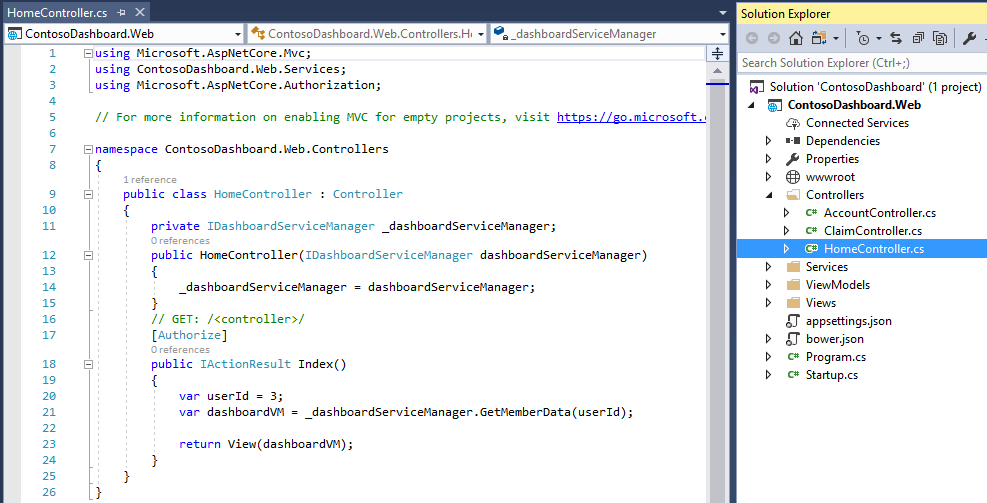 HomeController.cs
ContosoDashboard.Web
ContosoDashboard.Web.Controllers.H
_dashboardServiceManager
1 using Microsoft.AspNetCore.Mvc;
2 using ContosoDashboard.Web.Services;
3 using Microsoft.AspNetCore.Authorization;
4
5 // For more information on enabling MVC for empty projects, visit https://go.microsoft.
6
7 namespace ContosoDashboard.Web.Controllers
8 {
1 reference
9 public class HomeController : Controller
10 {
11 private IDashboardServiceManager _dashboardServiceManager;
0 references
12 public HomeController(IDashboardServiceManager dashboardServiceManager)
13 {
14 _dashboardServiceManager = dashboardServiceManager;
15 }
16 // GET: /<controller>/
17 [Authorize]
0 references
18 public IActionResult Index()
19 {
20 var userId = 3;
21 var dashboardVM = _dashboardServiceManager.GetMemberData(userId);
22
23 return View(dashboardVM);
24 }
25 }
26 }
Solution Explorer
Search Solution Explorer (Ctrl+;)
Solution 'ContosoDashboard' (1 project)
ContosoDashboard.Web
Connected Services
Dependencies
Properties
wwwroot
Controllers
C# AccountController.cs
C# ClaimController.cs
C# HomeController.cs
Services
ViewModels
Views
appsettings.json
bower.json
C# Program.cs
C# Startup.cs